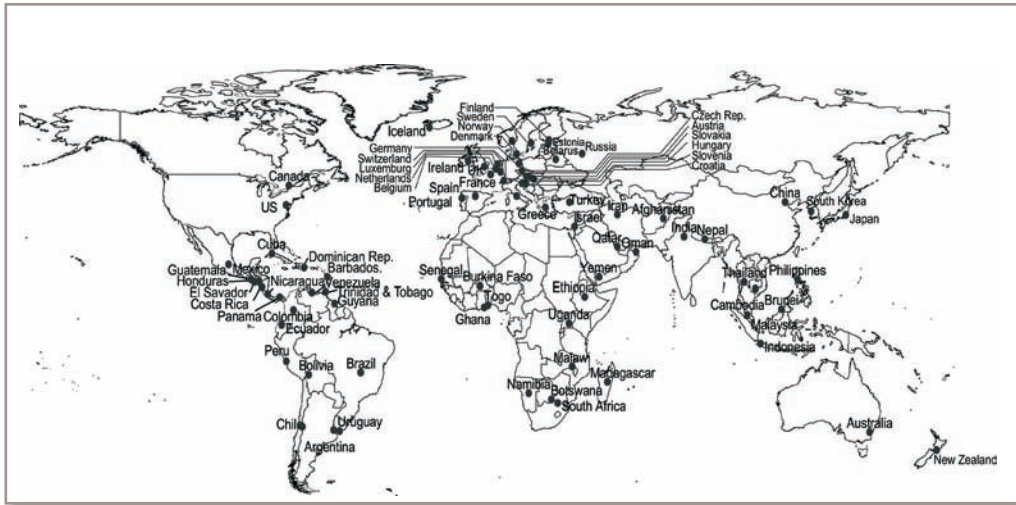 Finland
Sweden
Norway
Denmark
Germany
Switzerland
Luxemburg
Netherlands
Belgium
Czech Rep.
Austria
Slovakia
Hungary
Slovenia
Croatia
Iceland
Estonia
Belarus
Russia
Ireland
UK
France
Spain
Portugal
Greece
Turkey
Israel
Iran
Afghanistan
Qatar
Oman
India
Nepal
China
South Korea
Japan
Canada
US
Cuba
Dominican Rep.
Barbados.
Guatemala
Mexico
Honduras
Nicaragua
Venezuela
El Savador
Trinidad & Tobago
Costa Rica
Guyana
Panama
Colombia
Ecuador
Peru
Bolivia
Brazil
Chil
Uruguay
Argentina
Senegal
Burkina Faso
Togo
Ghana
Yemen
Ethiopia
Uganda
Malaw
Madagascar
Namibia
Botswana
South Africa
Thailand
Philippines
Cambodia
Brunei
Malaysia
Indonesia
Australia
New Zealand